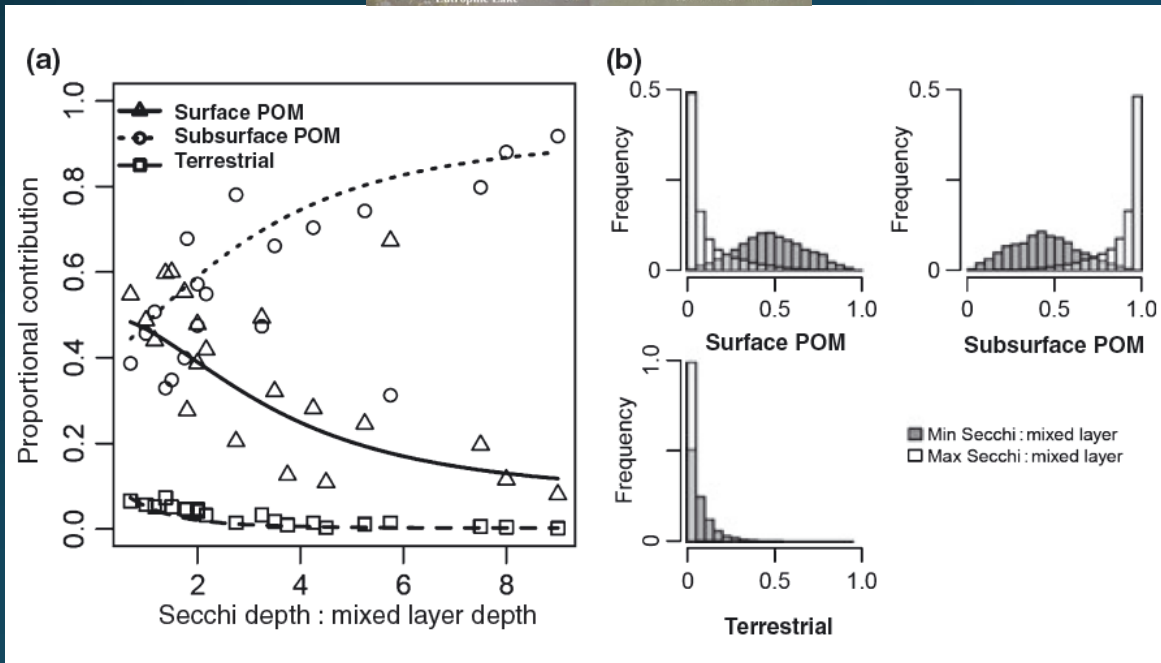 Eutrophic Lake
(a)
Surface POM
Subsurface POM
Terrestrial
Proportional contribution
0.0 0.2 0.4 0.6 0.8 1.0
2 4 6 8
Secchi depth : mixed layer depth
(b)
Frequency
0.5
0
0 0.5 1.0
Surface POM
Frequency
0.5
0
0 0.5 1.0
Subsurface POM
Frequency
1.0
0
0 0.5 1.0
Terrestrial
Min Secchi : mixed layer
Max Secchi : mixed layer